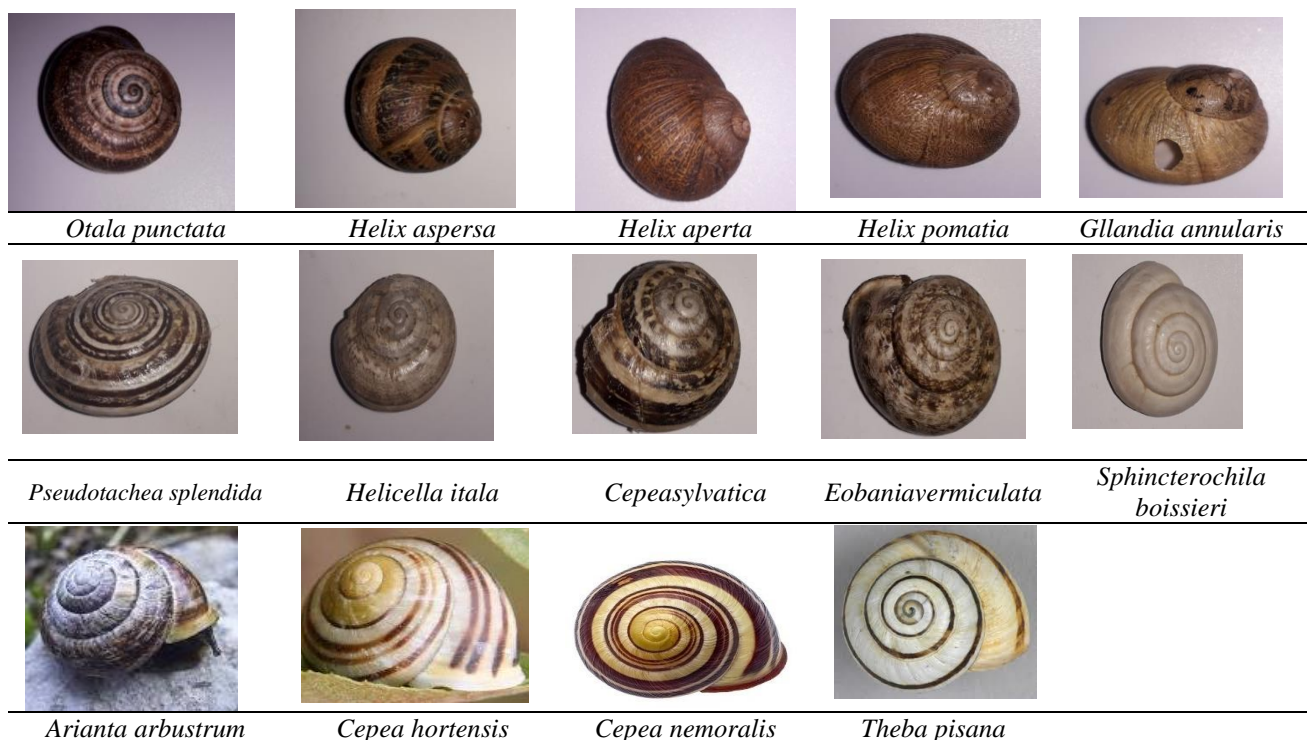 Otala punctata Helix aspersa Helix aperta Helix pomatia Gllandia annularis
Pseudotachea splendida Helicella itala Cepeasylvatica Eobaniavermiculata Sphincterochila
boissieri
Arianta arbustrum Cepea hortensis Cepea nemoralis Theba pisana